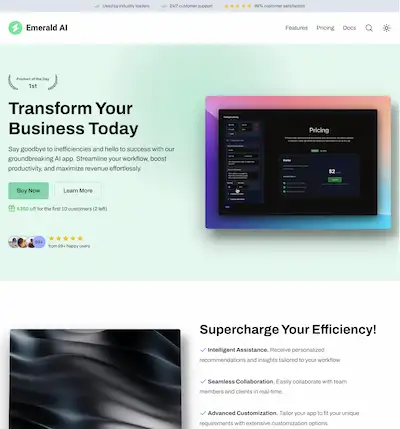 Used by industry leaders 24/7 customer support 99% customer satisfaction
Emerald AI
Features Pricing Docs
Product of the Day
1st
Transform Your
Business Today
Say goodbye to inefficiencies and hello to success with our
groundbreaking AI app. Streamline your workflow, boost
productivity, and maximize revenue effortlessly.
Buy Now Learn More
for the first 10 customers (2 left)
from 69+ happy users
Pricing
$2
Supercharge Your Efficiency!
Intelligent Assistance. Receive personalized
recommendations and insights tailored to your workflow
Seamless Collaboration. Easily collaborate with team
members and clients in real-time.
Advanced Customization. Tailor your app to fit your unique
requirements with extensive customization options